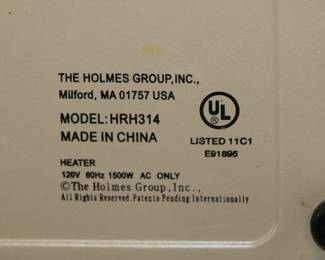 THE HOLMES GROUP,INC.,
Milford, MA 01757 USA
MODEL:HRH314
MADE IN CHINA
UL
LISTED 11C1
E91895
HEATER
120V 60Hz 1500W AC ONLY
©The Holmes Group,Inc.,
All Rights Reserved.Patents Pending Internationally